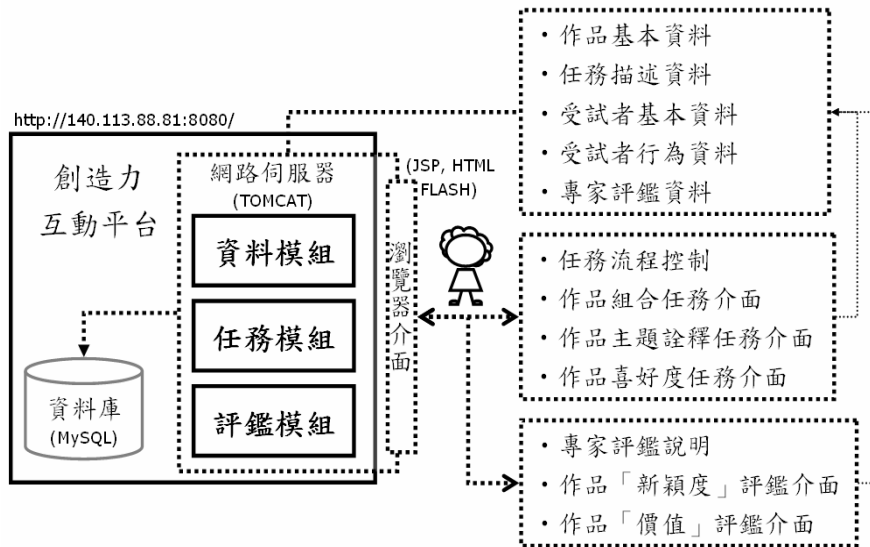 http://140.113.88.81:8080/
創造力
互動平台
資料庫
(MySQL)
網路伺服器
(TOMCAT)
資料模組
任務模組
評鑑模組
瀏覽器介面
(JSP, HTML
FLASH)
・作品基本資料
・任務描述資料
・受試者基本資料
・受試者行為資料
・專家評鑑資料
・任務流程控制
・作品組合任務介面
・作品主題詮釋任務介面
・作品喜好度任務介面
・專家評鑑說明
・作品「新穎度」評鑑介面
・作品「價值」評鑑介面